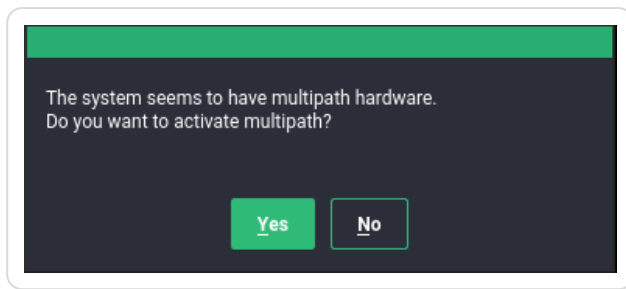 The system seems to have multipath hardware.
Do you want to activate multipath?
Yes No